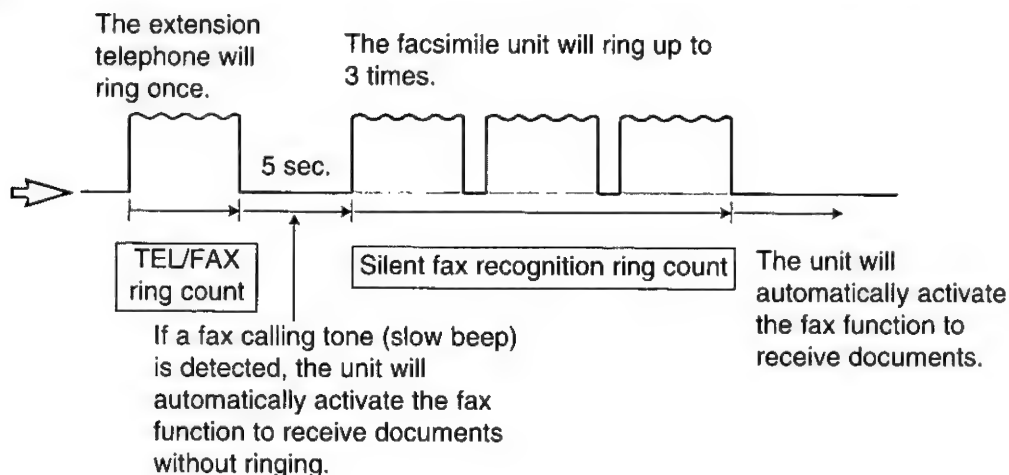 The extension
telephone will
ring once.
The facsimile unit will ring up to
3 times.
5 sec.
TEL/FAX
ring count
Silent fax recognition ring count
The unit will
automatically activate
the fax function to
receive documents.
If a fax calling tone (slow beep)
is detected, the unit will
automatically activate the fax
function to receive documents
without ringing.